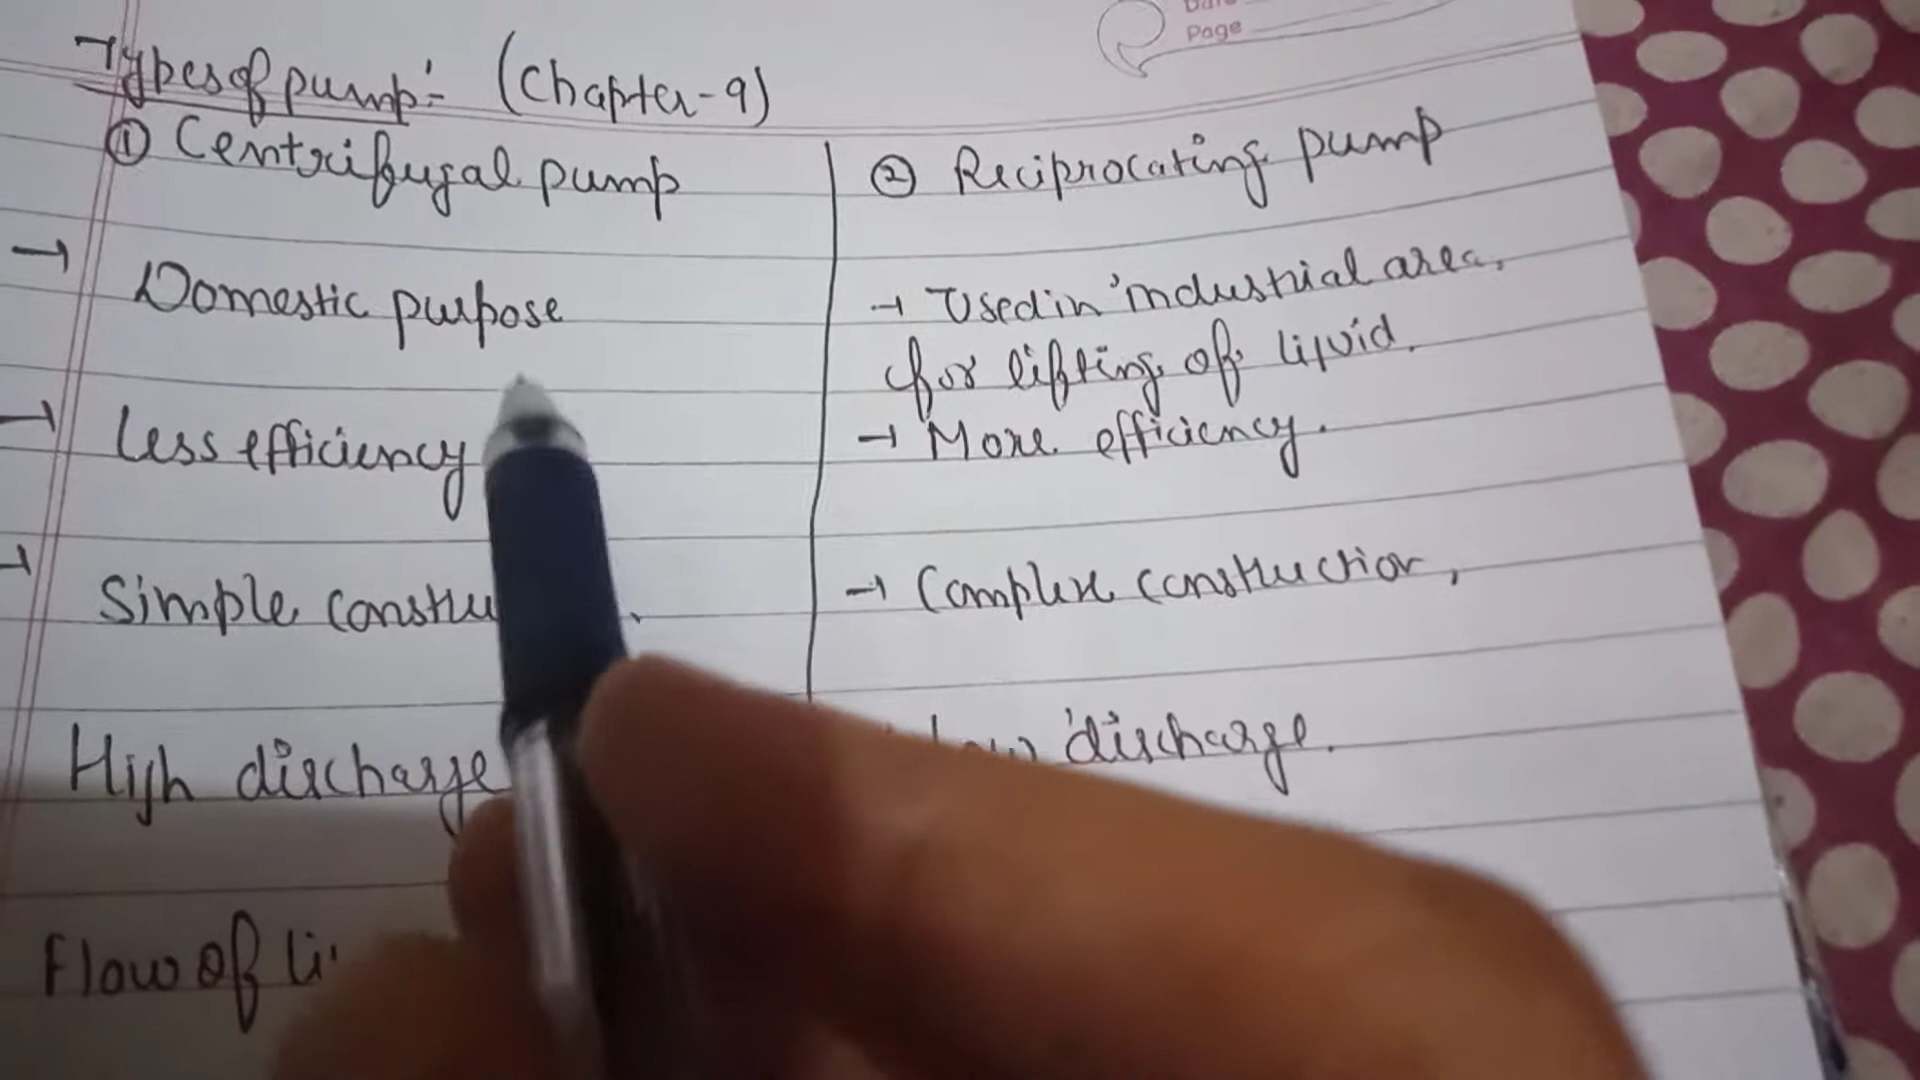 Date
Page
Types of pump:- (Chapter-9)
① Centrifugal pump
② Reciprocating pump
→ Domestic purpose
→ Used in industrial area,
for lifting of liquid.
→ Less efficiency
→ More efficiency.
→ Simple
→ Complex construction,
High discharge
discharge.
Flow of